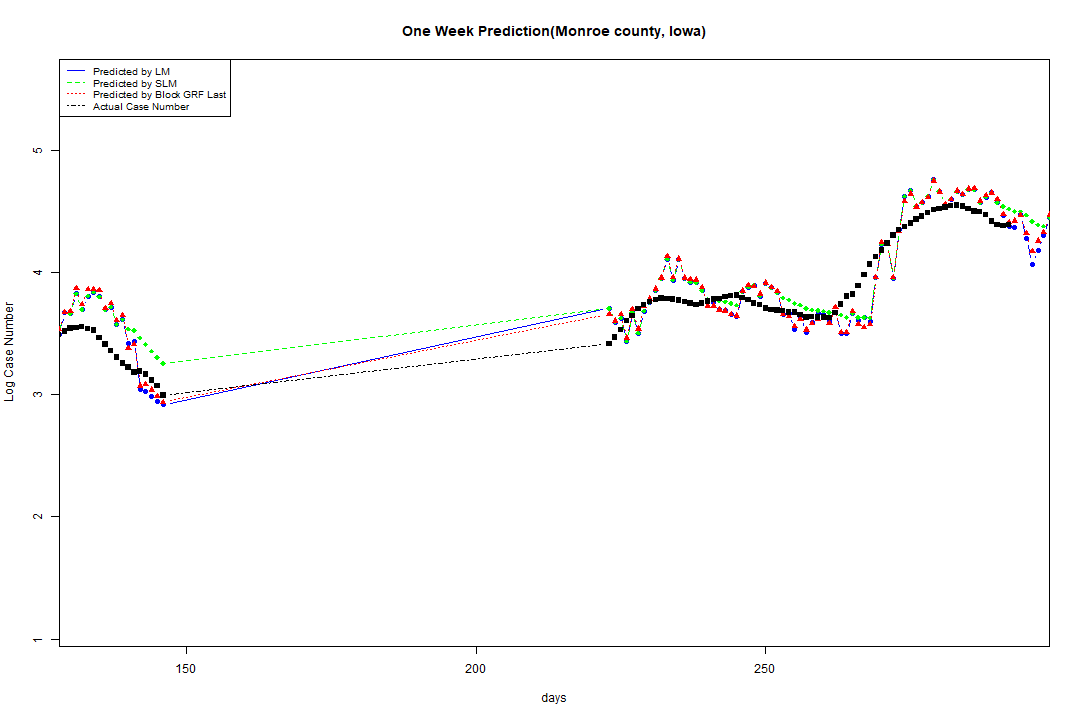 One Week Prediction(Monroe county, Iowa)
Predicted by LM
Predicted by SLM
Predicted by Block GRF Last
Actual Case Number
5
4
3
2
1
Log Case Number
150
200
250
days